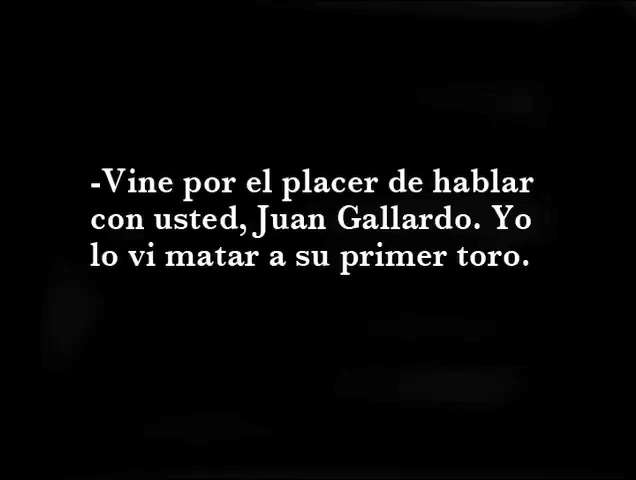 -Vine por el placer de hablar
con usted, Juan Gallardo. Yo
lo vi matar a su primer toro.